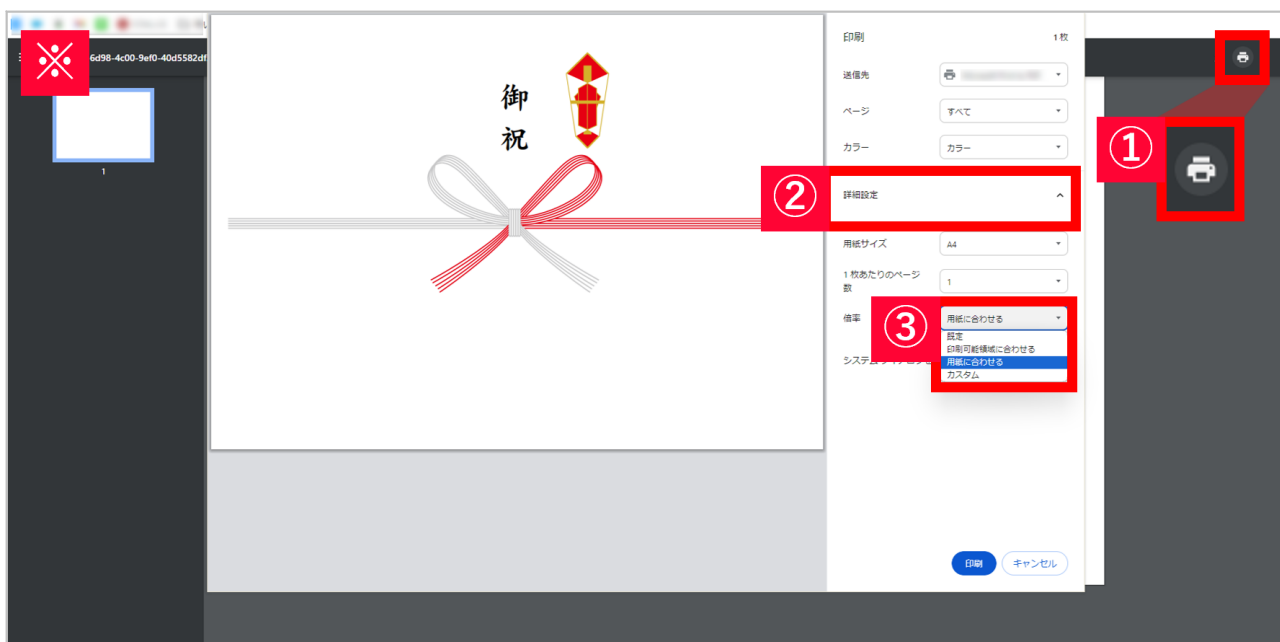 ※
6d98-4c00-9ef0-40d5582df
1
御
祝
印刷
1 枚
送信先
ページ
すべて
カラー
カラー
①
②
詳細設定
用紙サイズ
A4
1 枚あたりのページ
数
1
倍率
③
用紙に合わせる
既定
印刷可能領域に合わせる
用紙に合わせる
カスタム
印刷
キャンセル